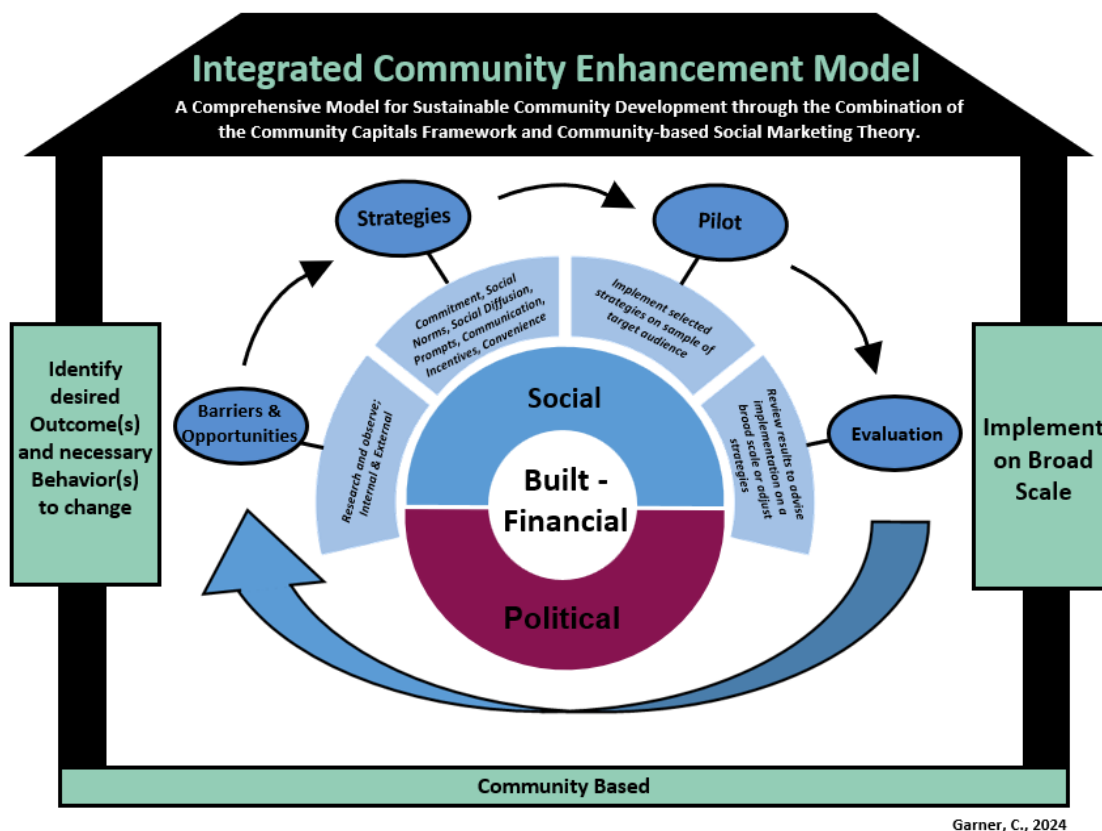 Integrated Community Enhancement Model
A Comprehensive Model for Sustainable Community Development through the Combination of
the Community Capitals Framework and Community-based Social Marketing Theory.
Identify
desired
Outcome(s)
and necessary
Behavior(s)
to change
Barriers &
Opportunities
Research and observe;
Internal & External
Strategies
Commitment, Social
Norms, Social Diffusion,
Prompts, Communication,
Incentives, Convenience
Pilot
Implement selected
strategies on sample of
target audience
Evaluation
Review results to advise
implementation on a
broad scale or adjust
strategies
Social
Built -
Financial
Political
Implement
on Broad
Scale
Community Based
Garner, C., 2024